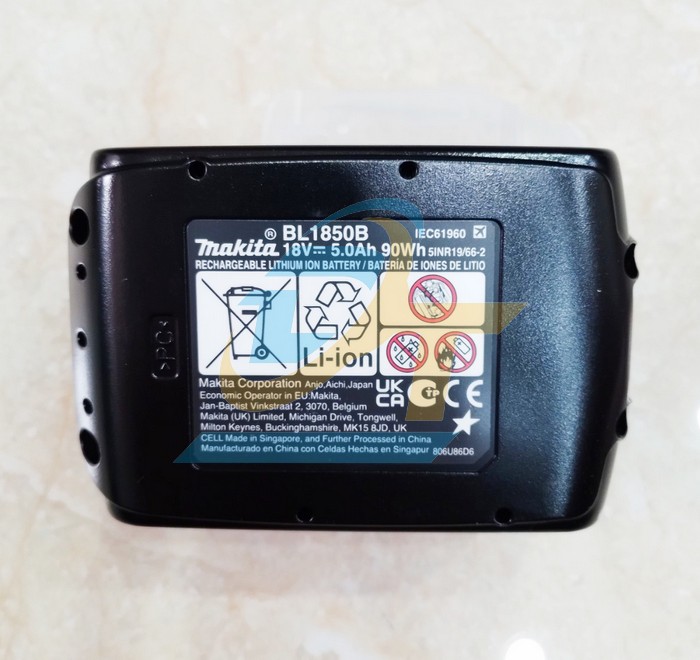 ® BL1850B IEC61960
makita 18V⎓ 5.0Ah 90Wh 5INR19/66-2
RECHARGEABLE LITHIUM ION BATTERY / BATERÍA DE IONES DE LITIO
Li-ion
Makita Corporation Anjo,Aichi,Japan
Economic Operator in EU:Makita,
Jan-Baptist Vinkstraat 2, 3070, Belgium
Makita (UK) Limited, Michigan Drive, Tongwell,
Milton Keynes, Buckinghamshire, MK15 8JD, UK
UK
CA
TP
CE
CELL Made in Singapore, and Further Processed in China
Manufacturado en China con Celdas Hechas en Singapur 806U86D6
>PC<